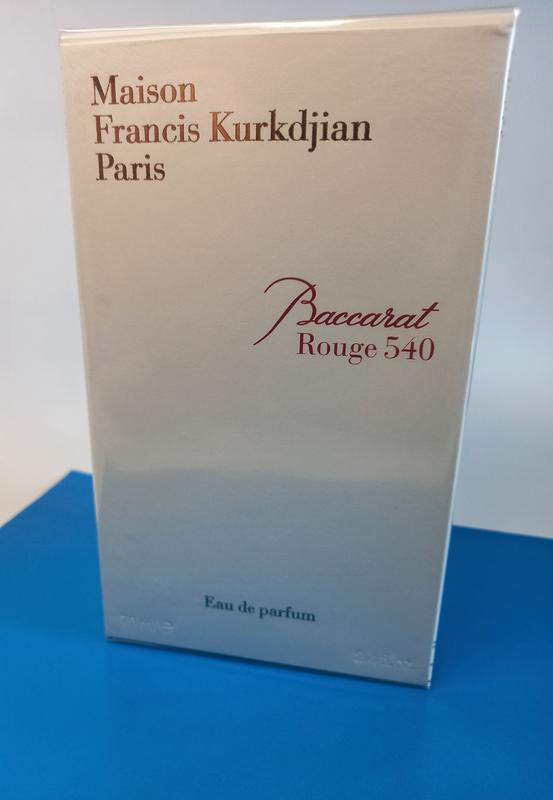 Maison
Francis Kurkdjian
Paris
Baccarat
Rouge 540
Eau de parfum